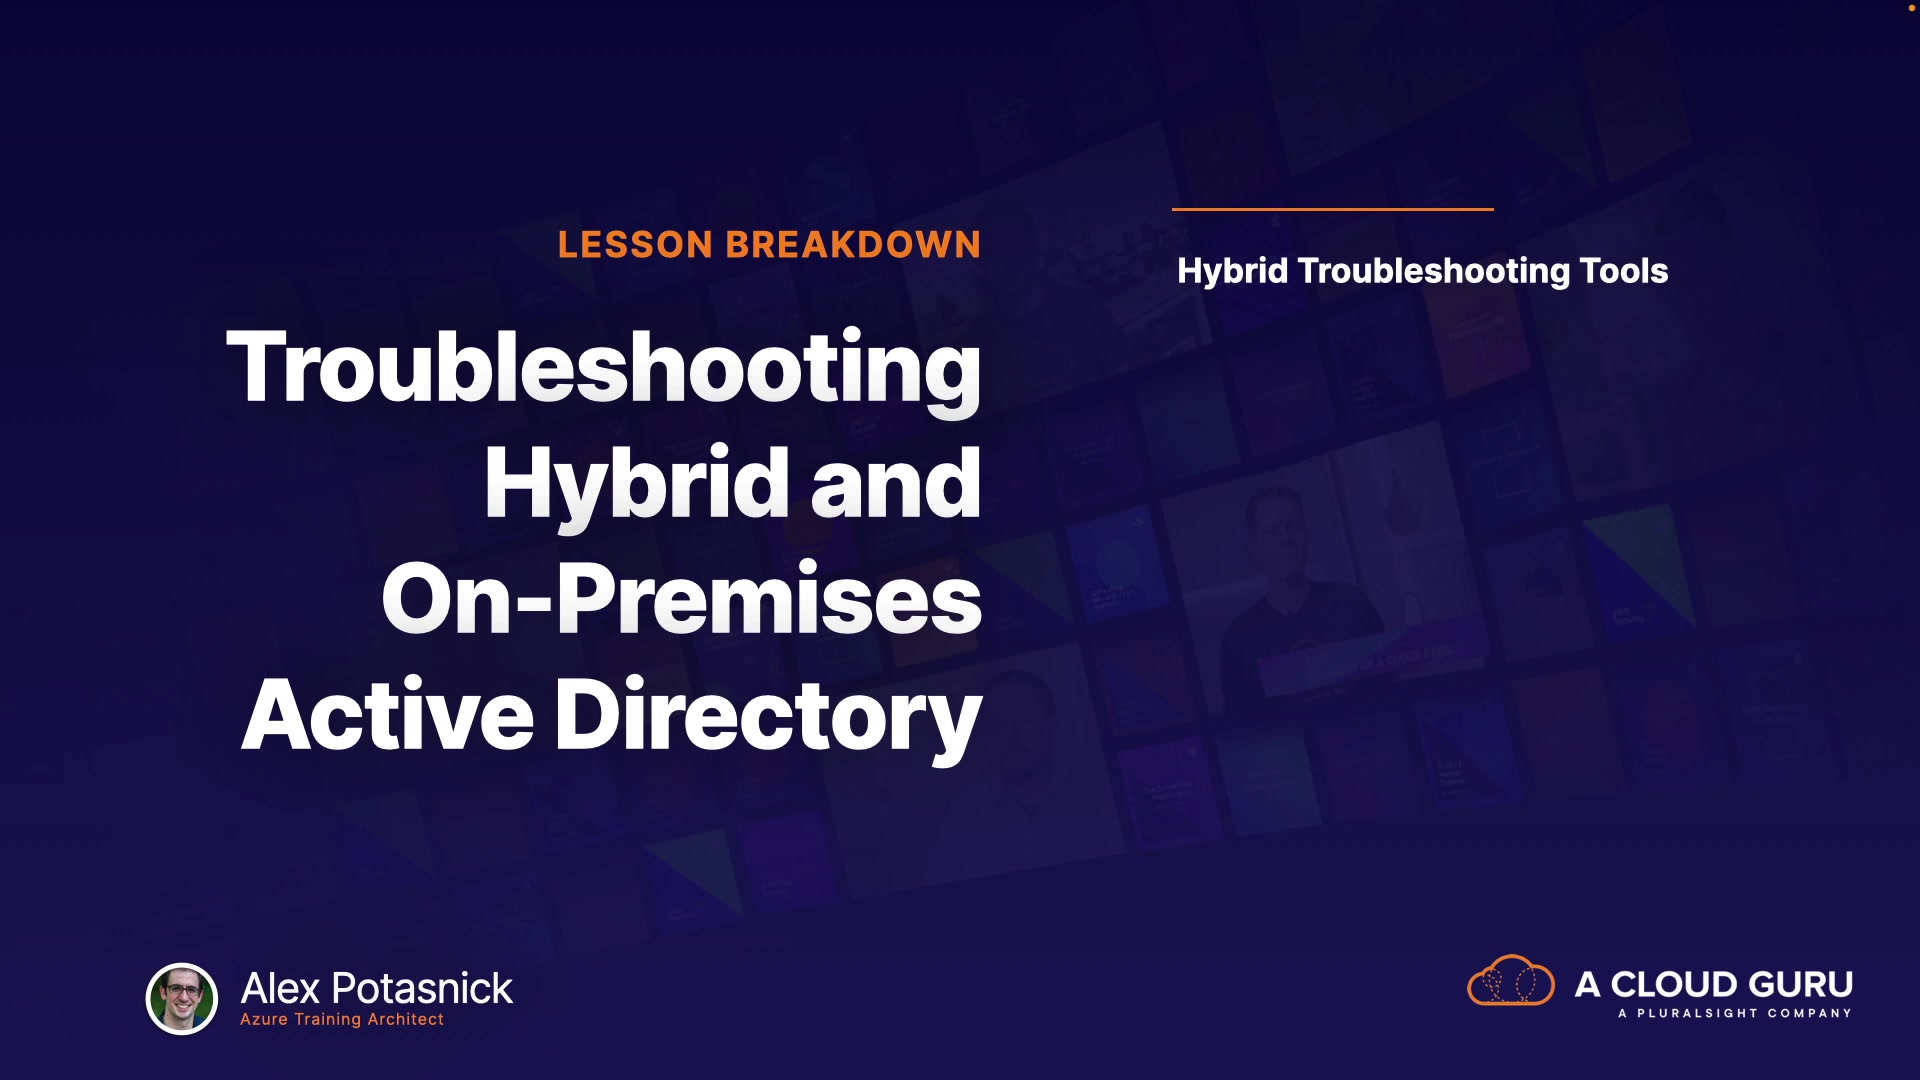 LESSON BREAKDOWN
Troubleshooting
Hybrid and
On-Premises
Active Directory
Hybrid Troubleshooting Tools
Alex Potasnick
Azure Training Architect
A CLOUD GURU
A PLURALSIGHT COMPANY